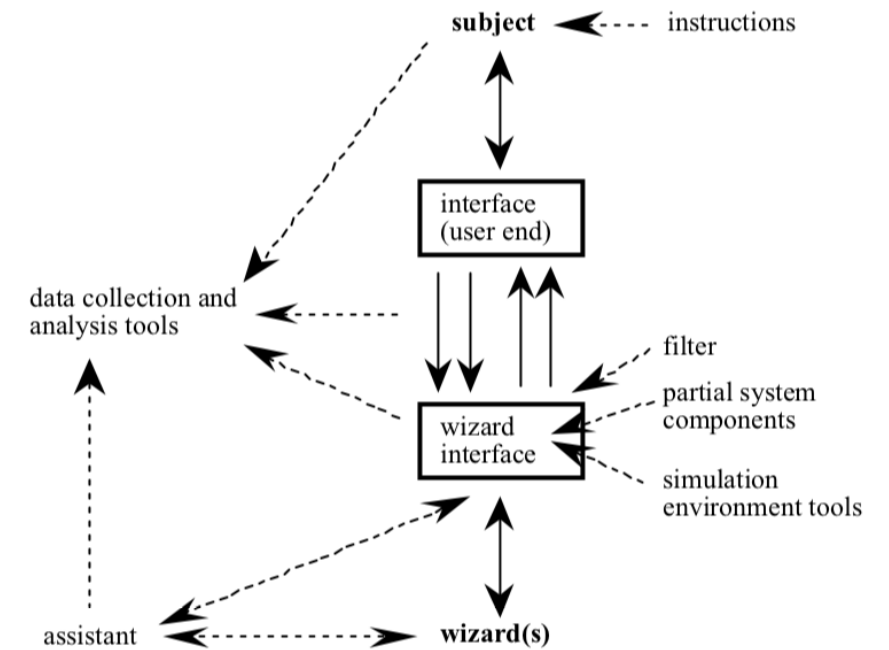 subject
instructions
interface
(user end)
data collection and
analysis tools
filter
partial system
components
wizard
interface
simulation
environment tools
assistant
wizard(s)